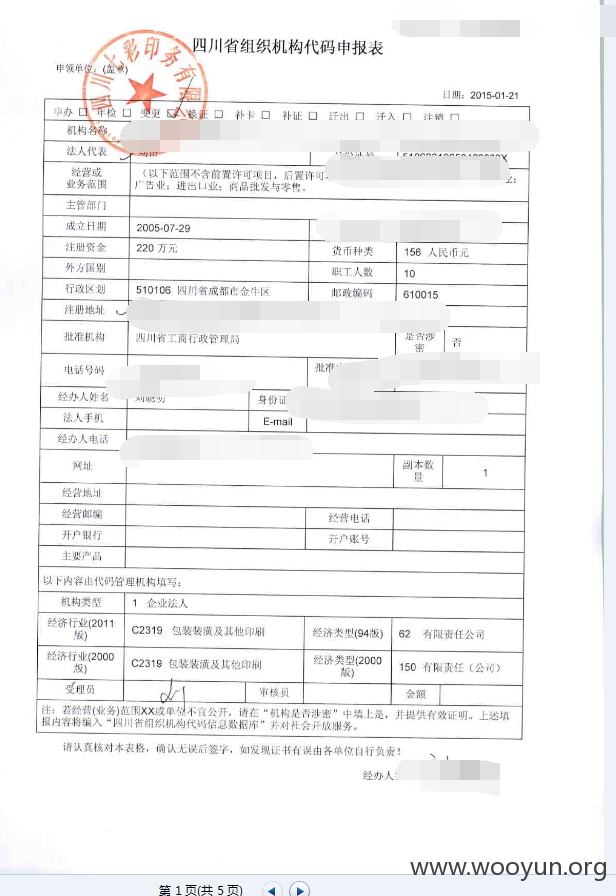 四川省组织机构代码申报表
申领单位：(盖章)
四川七彩印务有限
日期：2015-01-21
申办 □ 年检 □ 变更 ☑ 换证 □ 补卡 □ 补证 □ 迁出 □ 迁入 □ 注销 □
机构名称
法人代表
经营或业务范围 （以下范围不含前置许可项目，后置许可
广告业；进出口业；商品批发与零售。
主管部门
成立日期 2005-07-29
注册资金 220 万元 货币种类 156 人民币元
外方国别 职工人数 10
行政区划 510106 四川省成都市金牛区 邮政编码 610015
注册地址
批准机构 四川省工商行政管理局 是否涉密 否
电话号码 批准
经办人姓名 身份证
法人手机 E-mail
经办人电话
网址 副本数量 1
经营地址
经营邮编 经营电话
开户银行 开户账号
主要产品
以下内容由代码管理机构填写：
机构类型 1 企业法人
经济行业(2011版) C2319 包装装潢及其他印刷 经济类型(94版) 62 有限责任公司
经济行业(2000版) C2319 包装装潢及其他印刷 经济类型(2000版) 150 有限责任（公司）
受理员 审核员 金额
注：若经营(业务)范围XX或单位不宜公开，请在“机构是否涉密”中填上是，并提供有效证明。上述填
报内容将编入“四川省组织机构代码信息数据库”并对社会开放服务。
请认真核对本表格，确认无误后签字，如发现证书有误由各单位自行负责！
经办人:
www.wooyun.org
第 1页(共 5页)